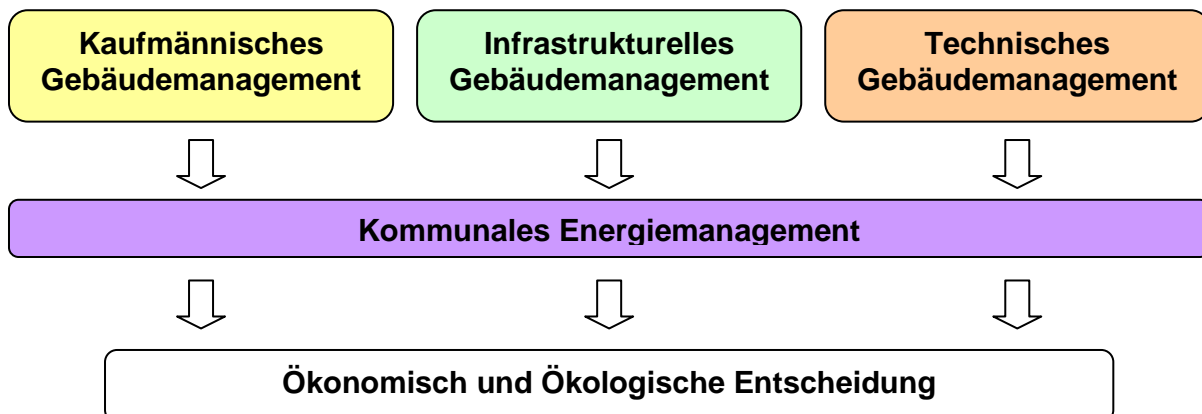 Kaufmännisches
Gebäudemanagement
Infrastrukturelles
Gebäudemanagement
Technisches
Gebäudemanagement
Kommunales Energiemanagement
Ökonomisch und Ökologische Entscheidung